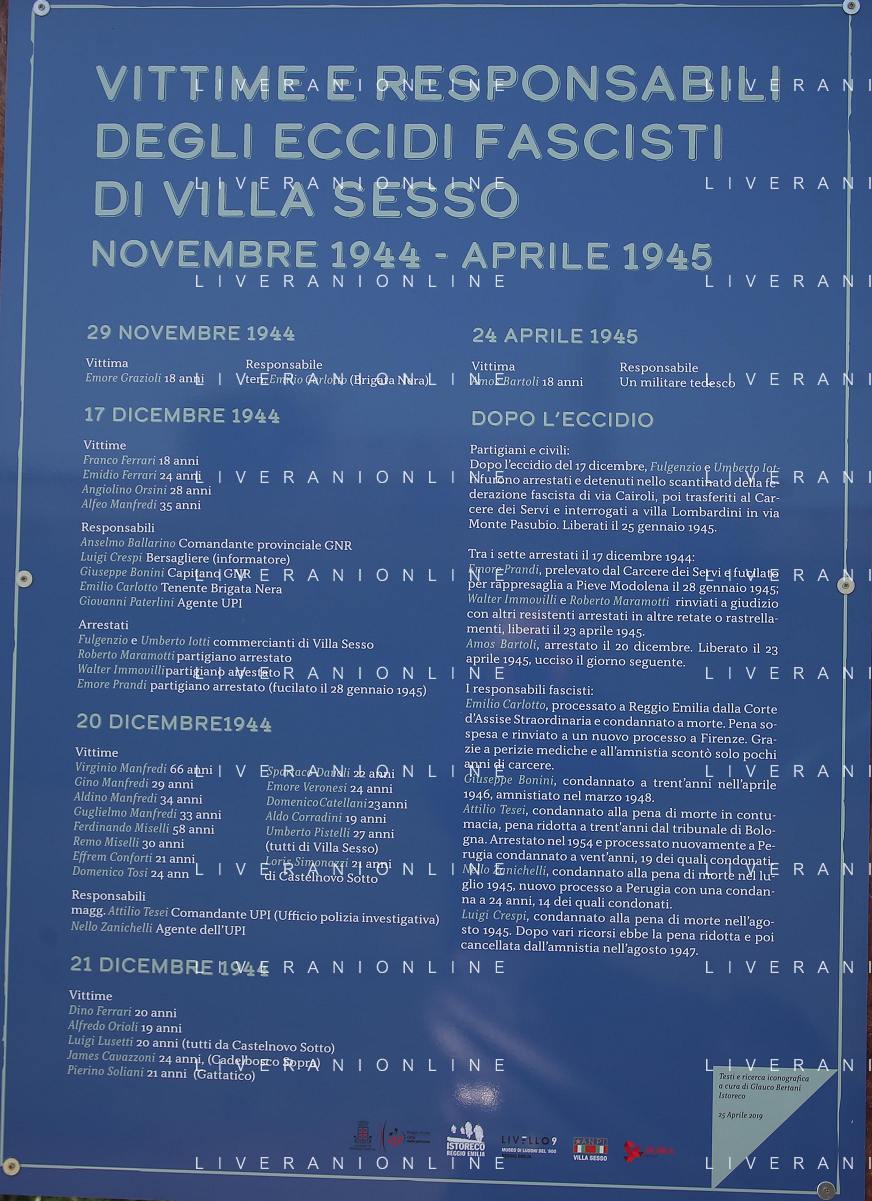 VITTIME E RESPONSABILI
DEGLI ECCIDI FASCISTI
DI VILLA SESSO
NOVEMBRE 1944 - APRILE 1945
29 NOVEMBRE 1944
Vittima
Emore Grazioli 18 anni
Responsabile
ten. Emilio Carlotto (Brigata Nera)
17 DICEMBRE 1944
Vittime
Franco Ferrari 18 anni
Emidio Ferrari 24 anni
Angiolino Orsini 28 anni
Alfeo Manfredi 35 anni
Responsabili
Anselmo Ballarino Comandante provinciale GNR
Luigi Crespi Bersagliere (informatore)
Giuseppe Bonini Capitano GNR
Emilio Carlotto Tenente Brigata Nera
Giovanni Paterlini Agente UPI
Arrestati
Fulgenzio e Umberto Iotti commercianti di Villa Sesso
Roberto Maramotti partigiano arrestato
Walter Immovilli partigiano arrestato
Emore Prandi partigiano arrestato (fucilato il 28 gennaio 1945)
20 DICEMBRE1944
Vittime
Virginio Manfredi 66 anni
Gino Manfredi 29 anni
Aldino Manfredi 34 anni
Guglielmo Manfredi 33 anni
Ferdinando Miselli 58 anni
Remo Miselli 30 anni
Effrem Conforti 21 anni
Domenico Tosi 24 ann
Spartaco Davoli 22 anni
Emore Veronesi 24 anni
Domenico Catellani 23 anni
Aldo Corradini 19 anni
Umberto Pistelli 27 anni
(tutti di Villa Sesso)
Loris Simonazzi 21 anni
di Castelnovo Sotto
Responsabili
magg. Attilio Tesei Comandante UPI (Ufficio polizia investigativa)
Nello Zanichelli Agente dell'UPI
21 DICEMBRE 1944
Vittime
Dino Ferrari 20 anni
Alfredo Orioli 19 anni
Luigi Lusetti 20 anni (tutti da Castelnovo Sotto)
James Cavazzoni 24 anni, (Cadelbosco Sopra)
Pierino Soliani 21 anni (Gattatico)
24 APRILE 1945
Vittima
Amos Bartoli 18 anni
Responsabile
Un militare tedesco
DOPO L'ECCIDIO
Partigiani e civili:
Dopo l'eccidio del 17 dicembre, Fulgenzio e Umberto Iot-
ti furono arrestati e detenuti nello scantinato della fe-
derazione fascista di via Cairoli, poi trasferiti al Car-
cere dei Servi e interrogati a villa Lombardini in via
Monte Pasubio. Liberati il 25 gennaio 1945.
Tra i sette arrestati il 17 dicembre 1944:
Emore Prandi, prelevato dal Carcere dei Servi e fucilato
per rappresaglia a Pieve Modolena il 28 gennaio 1945;
Walter Immovilli e Roberto Maramotti rinviati a giudizio
con altri resistenti arrestati in altre retate o rastrella-
menti, liberati il 23 aprile 1945.
Amos Bartoli, arrestato il 20 dicembre. Liberato il 23
aprile 1945, ucciso il giorno seguente.
I responsabili fascisti:
Emilio Carlotto, processato a Reggio Emilia dalla Corte
d'Assise Straordinaria e condannato a morte. Pena so-
spesa e rinviato a un nuovo processo a Firenze. Gra-
zie a perizie mediche e all'amnistia scontò solo pochi
anni di carcere.
Giuseppe Bonini, condannato a trent'anni nell'aprile
1946, amnistiato nel marzo 1948.
Attilio Tesei, condannato alla pena di morte in contu-
macia, pena ridotta a trent'anni dal tribunale di Bolo-
gna. Arrestato nel 1954 e processato nuovamente a Pe-
rugia condannato a vent'anni, 19 dei quali condonati.
Nello Zanichelli, condannato alla pena di morte nel lu-
glio 1945, nuovo processo a Perugia con una condan-
na a 24 anni, 14 dei quali condonati.
Luigi Crespi, condannato alla pena di morte nell'ago-
sto 1945. Dopo vari ricorsi ebbe la pena ridotta e poi
cancellata dall'amnistia nell'agosto 1947.
Testi e ricerca iconografica
a cura di Glauco Bertani
Istoreco
25 Aprile 2019
ISTORECO
REGGIO EMILIA
LIVELLO 9
MUSEO DI LUOGHI DEL '900
ANPI
VILLA SESSO
LIVERANIONLINE